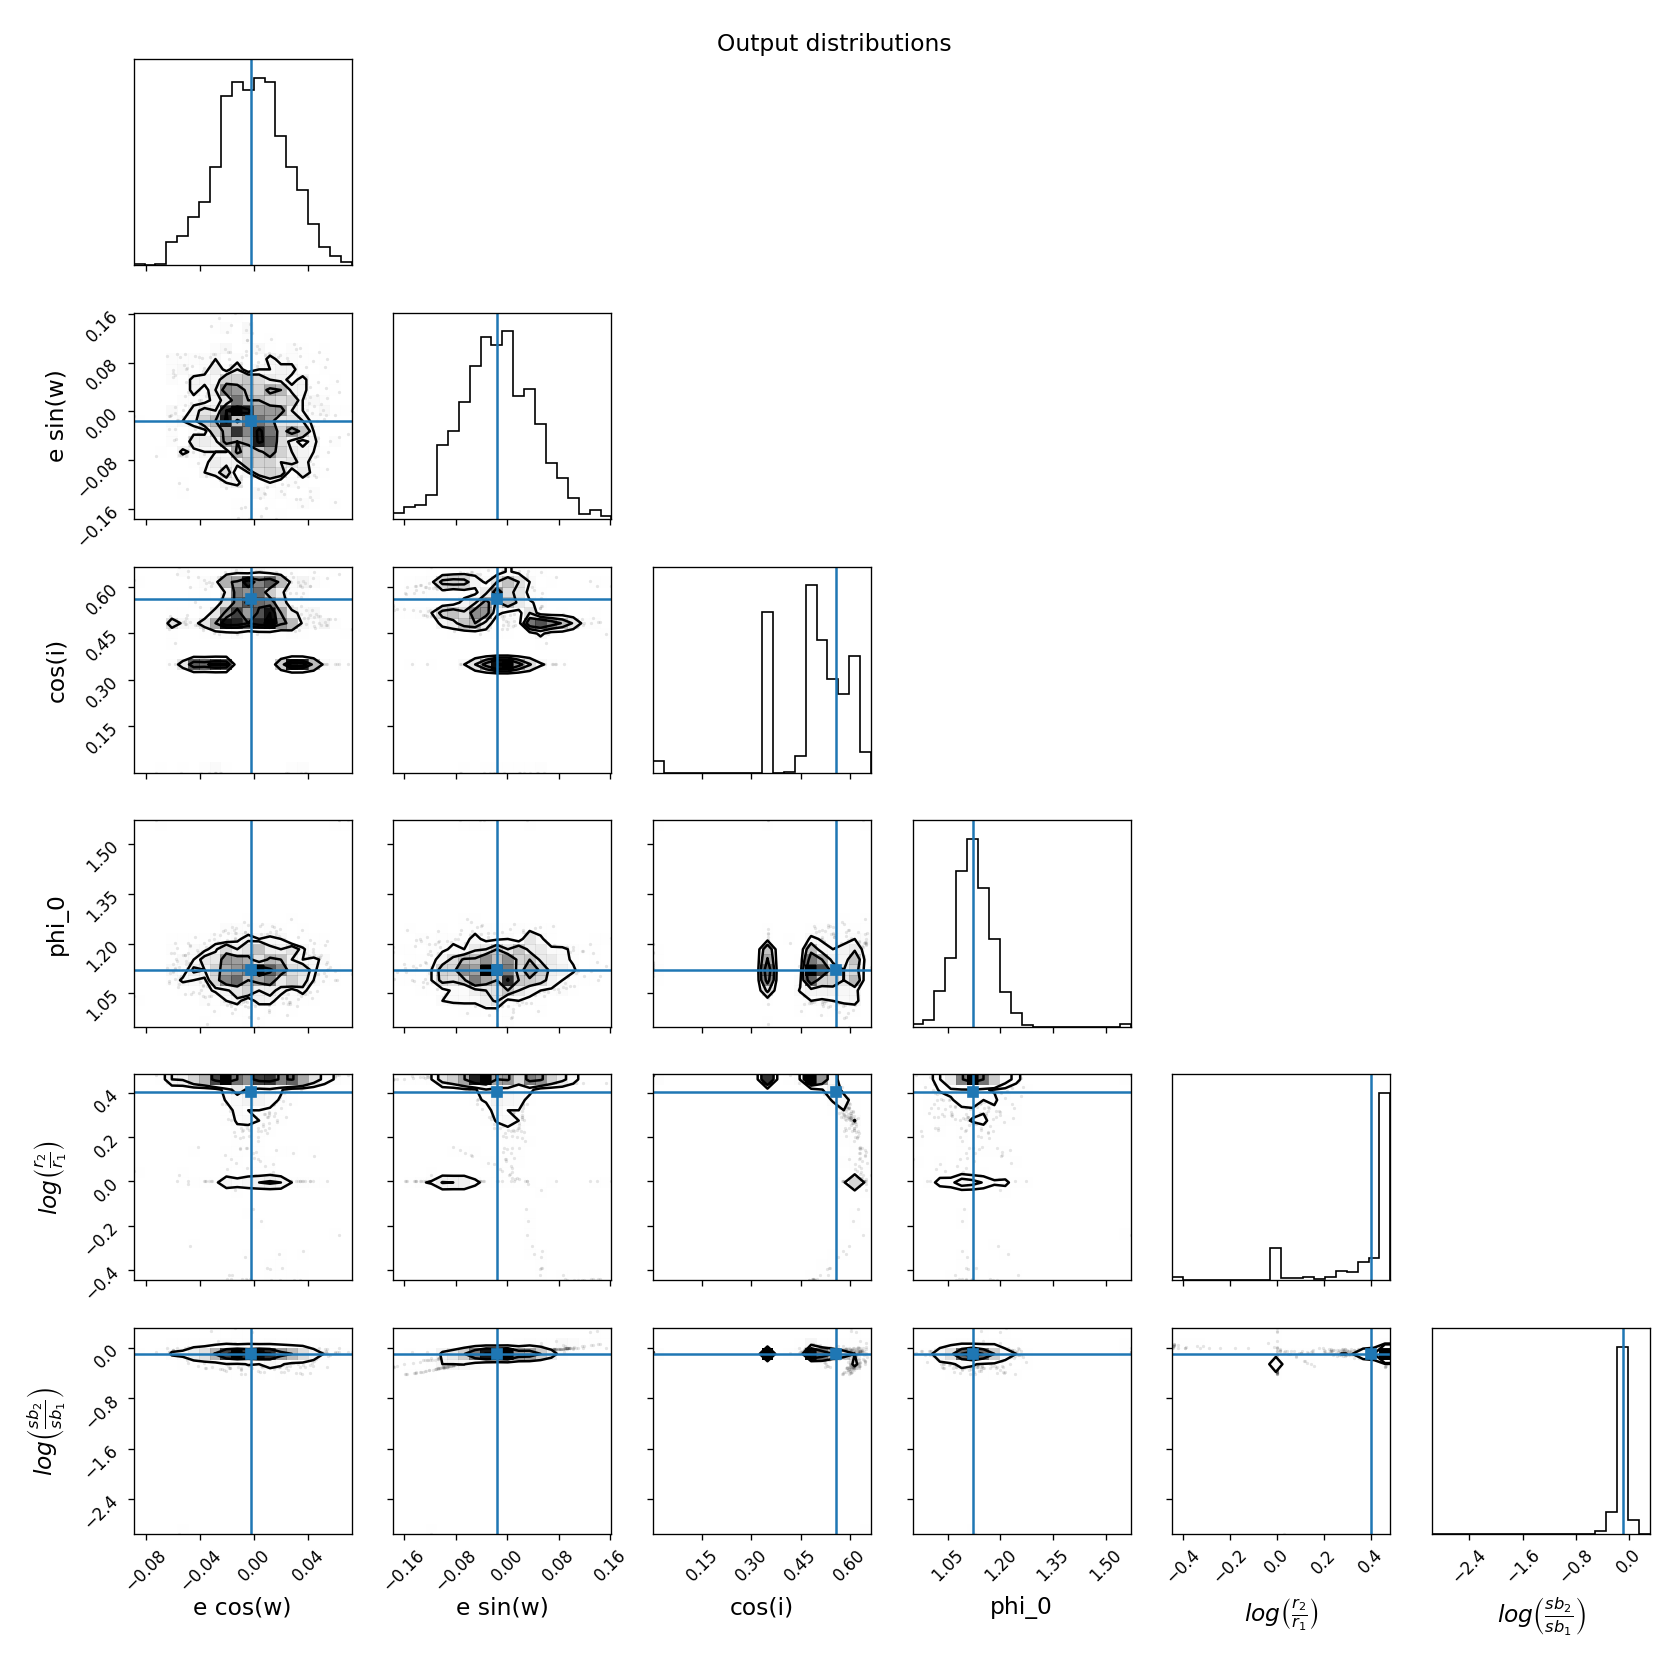 Output distributions
e sin(w)
0.16
0.08
0.00
−0.08
−0.16
cos(i)
0.60
0.45
0.30
0.15
phi_0
1.50
1.35
1.20
1.05
log(r₂/r₁)
0.4
0.2
0.0
−0.2
−0.4
log(sb₂/sb₁)
0.0
−0.8
−1.6
−2.4
−0.08 −0.04 0.00 0.04
−0.16 −0.08 0.00 0.08 0.16
0.15 0.30 0.45 0.60
1.05 1.20 1.35 1.50
−0.4 −0.2 0.0 0.2 0.4
−2.4 −1.6 −0.8 0.0
e cos(w) e sin(w) cos(i) phi_0 log(r₂/r₁) log(sb₂/sb₁)